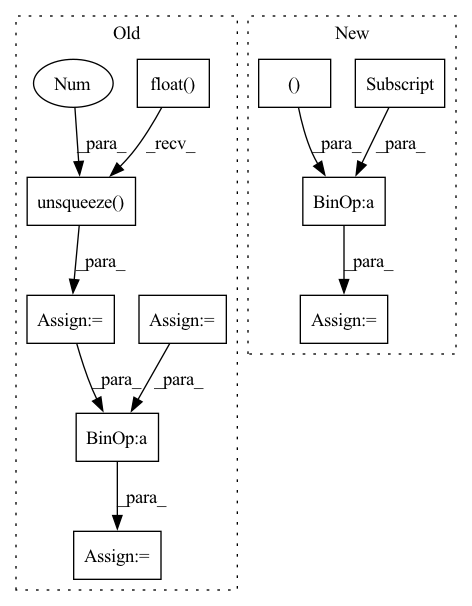 Old
New
Num
float()
()
Subscript
_para_
_recv_
_para_
_para_
unsqueeze()
BinOp:a
_para_
_para_
Assign:=
Assign:=
Assign:=
_para_
_para_
BinOp:a
_para_
Assign:=